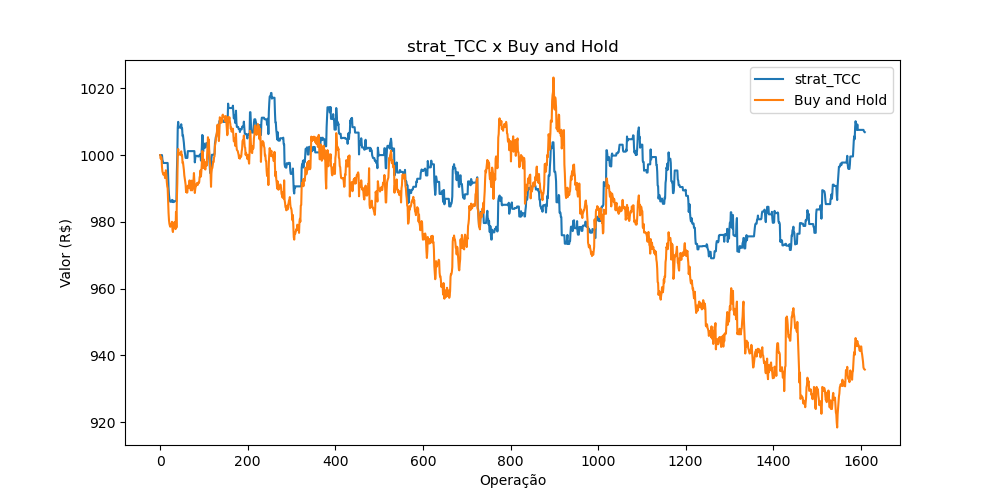 strat_TCC x Buy and Hold
strat_TCC
Buy and Hold
Valor (R$)
1020
1000
980
960
940
920
0 200 400 600 800 1000 1200 1400 1600
Operação